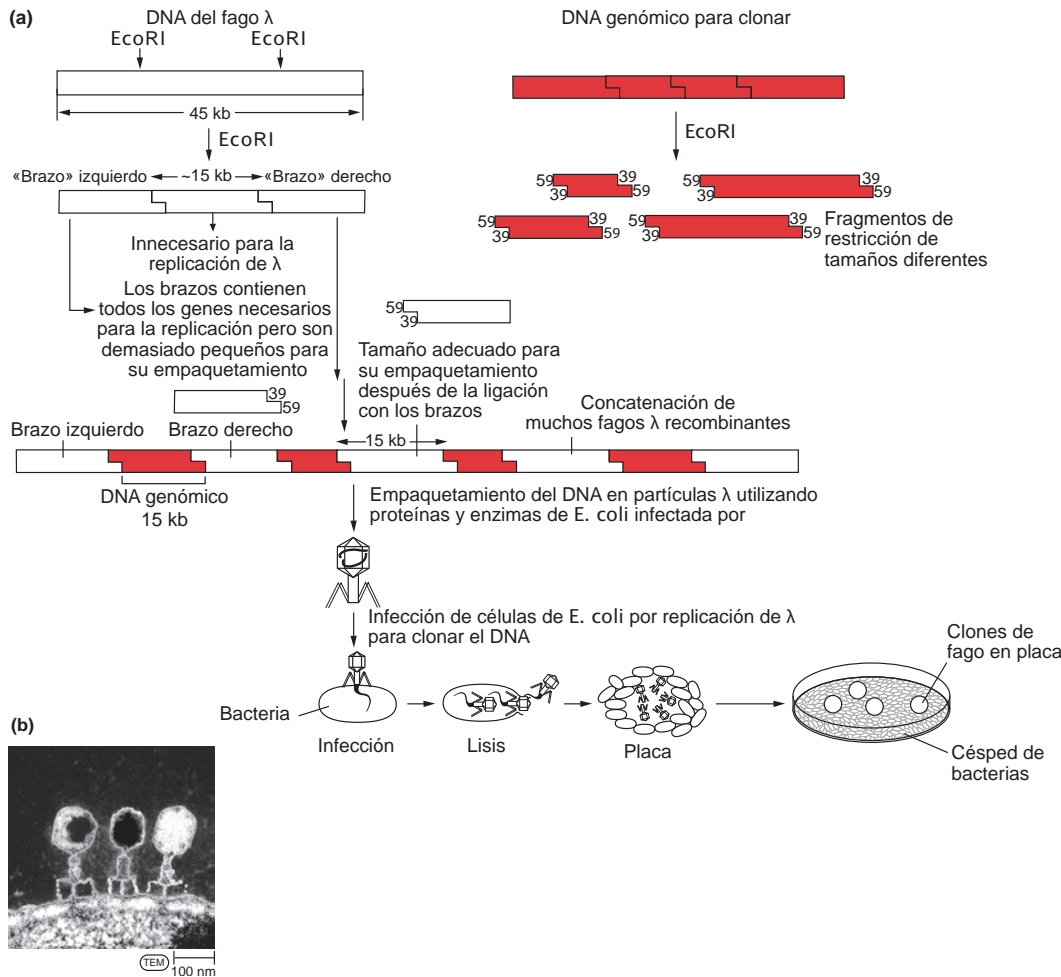 (a)
DNA del fago λ
EcoRI
EcoRI
45 kb
EcoRI
«Brazo» izquierdo
~15 kb
«Brazo» derecho
Innecesario para la
replicación de λ
Los brazos contienen
todos los genes necesarios
para la replicación pero son
demasiado pequeños para
su empaquetamiento
DNA genómico para clonar
EcoRI
59
39
39
59
59
39
39
59
59
39
39
59
59
39
39
59
Fragmentos de
restricción de
tamaños diferentes
59
39
Tamaño adecuado para
su empaquetamiento
después de la ligación
con los brazos
39
59
Brazo izquierdo
Brazo derecho
15 kb
Concatenación de
muchos fagos λ recombinantes
DNA genómico
15 kb
Empaquetamiento del DNA en partículas λ utilizando
proteínas y enzimas de E. coli infectada por
Infección de células de E. coli por replicación de λ
para clonar el DNA
Bacteria
Infección
Lisis
Placa
Clones de
fago en placa
Césped de
bacterias
(b)
TEM
100 nm